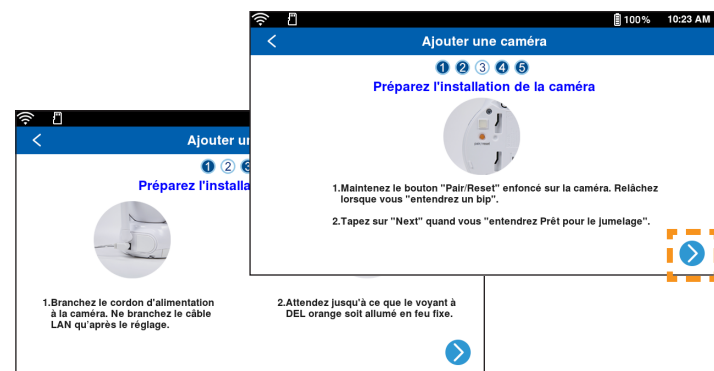 100% 10:23 AM
Ajouter une caméra
1 2 3 4 5
Préparez l'installation de la caméra
1.Maintenez le bouton "Pair/Reset" enfoncé sur la caméra. Relâchez
lorsque vous "entendrez un bip".
2.Tapez sur "Next" quand vous "entendrez Prêt pour le jumelage".
Ajouter un
1 2 3
Préparez l'installa
1.Branchez le cordon d'alimentation
à la caméra. Ne branchez le câble
LAN qu'après le réglage.
2.Attendez jusqu'à ce que le voyant à
DEL orange soit allumé en feu fixe.